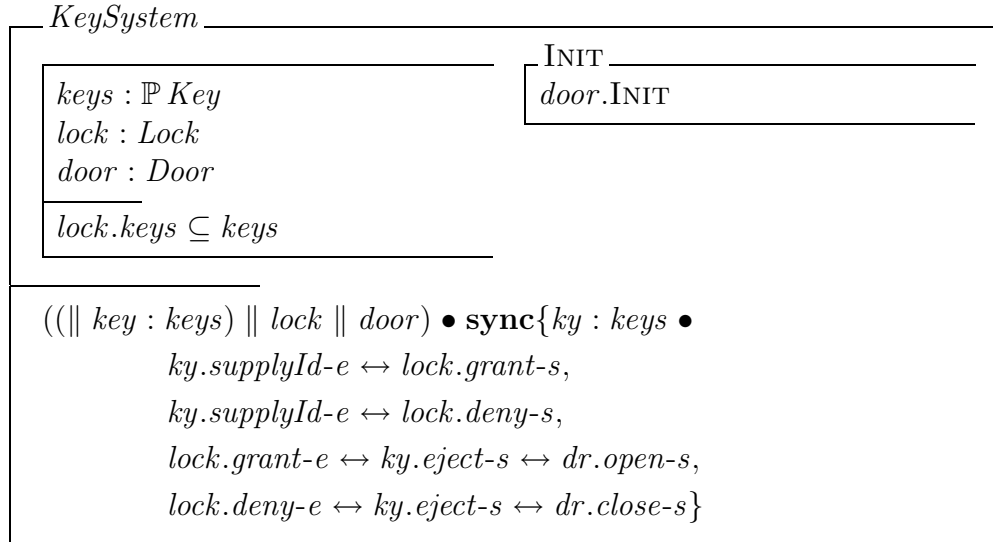 KeySystem
keys : ℙ Key
lock : Lock
door : Door
lock.keys ⊆ keys
INIT
door.INIT
((∥ key : keys) ∥ lock ∥ door) • sync{ky : keys •
ky.supplyId-e ↔ lock.grant-s,
ky.supplyId-e ↔ lock.deny-s,
lock.grant-e ↔ ky.eject-s ↔ dr.open-s,
lock.deny-e ↔ ky.eject-s ↔ dr.close-s}